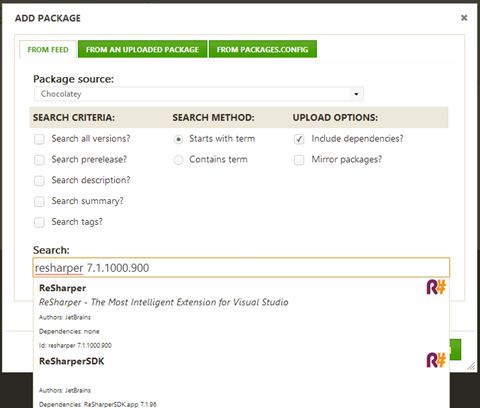 ADD PACKAGE
FROM FEED FROM AN UPLOADED PACKAGE FROM PACKAGES.CONFIG
Package source:
Chocolatey
SEARCH CRITERIA: SEARCH METHOD: UPLOAD OPTIONS:
Search all versions? Starts with term Include dependencies?
Search prerelease? Contains term Mirror packages?
Search description?
Search summary?
Search tags?
Search:
resharper 7.1.1000.900
ReSharper R#
ReSharper - The Most Intelligent Extension for Visual Studio
Authors: JetBrains
Dependencies: none
Id: resharper 7.1.1000.900
ReSharperSDK R#
Authors: JetBrains
Dependencies: ReSharperSDK.app 7.1.96